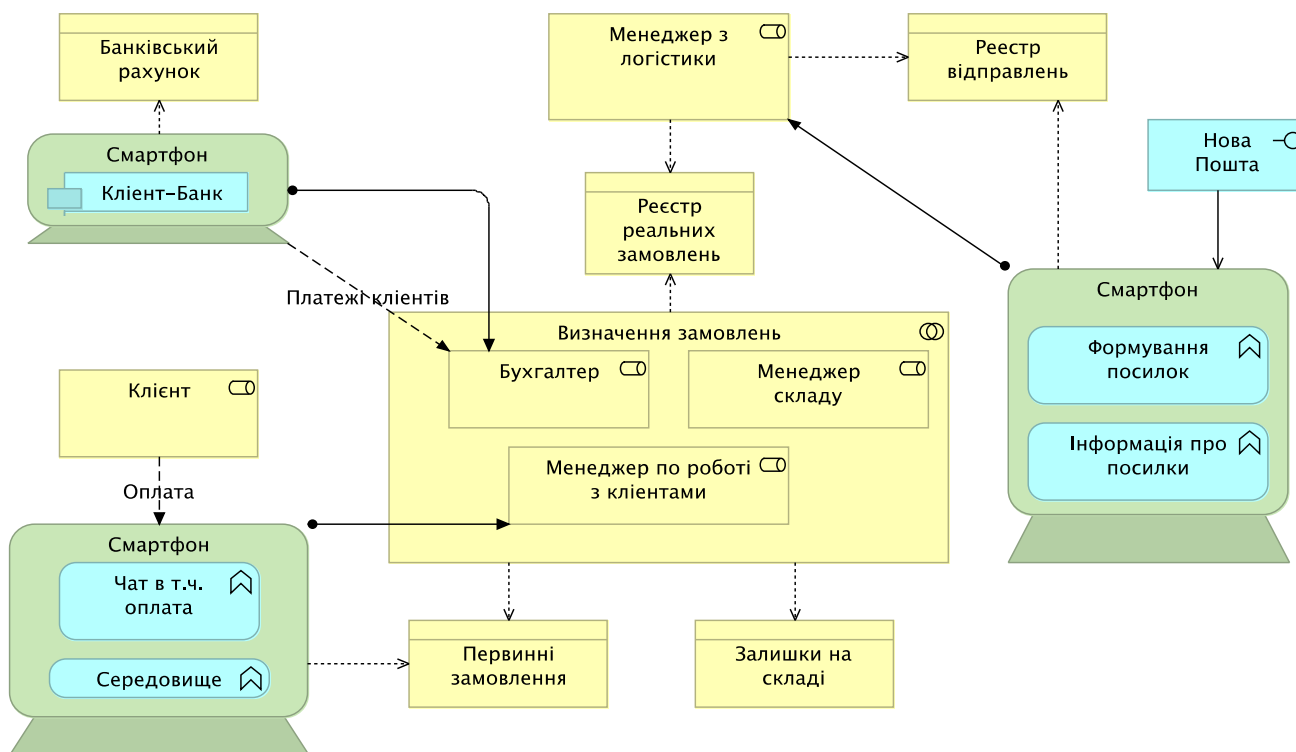 Банківський
рахунок
Менеджер з
логістики
Реестр
відправлень
Смартфон
Клієнт-Банк
Нова
Пошта
Реєстр
реальних
замовлень
Смартфон
Платежі клієнтів
Визначення замовлень
Бухгалтер
Менеджер
складу
Формування
посилок
Клієнт
Інформація про
посилки
Менеджер по роботі
з клієнтами
Оплата
Смартфон
Чат в т.ч.
оплата
Середовище
Первинні
замовлення
Залишки на
складі